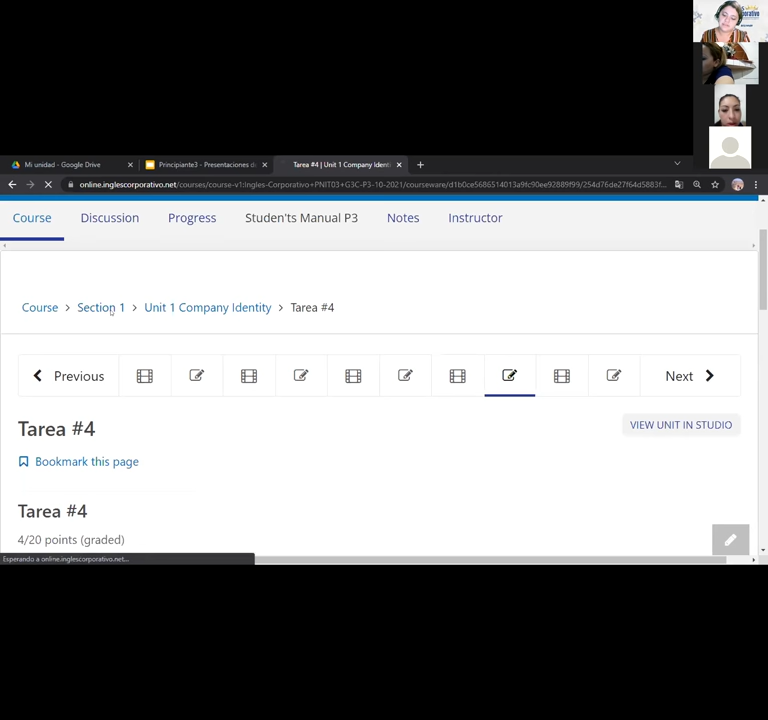 Mi unidad - Google Drive
Principiante3 - Presentaciones d
Tarea #4 | Unit 1 Company Identi
online.inglescorporativo.net/courses/course-v1:Ingles-Corporativo+PNIT03+G3C-P3-10-2021/courseware/d1b0ce5686514013a9fc90ee92889f99/254d76de27f64d5883f...
Course
Discussion
Progress
Studen'ts Manual P3
Notes
Instructor
Course > Section 1 > Unit 1 Company Identity > Tarea #4
Previous
Next
Tarea #4
VIEW UNIT IN STUDIO
Bookmark this page
Tarea #4
4/20 points (graded)
Esperando a online.inglescorporativo.net...